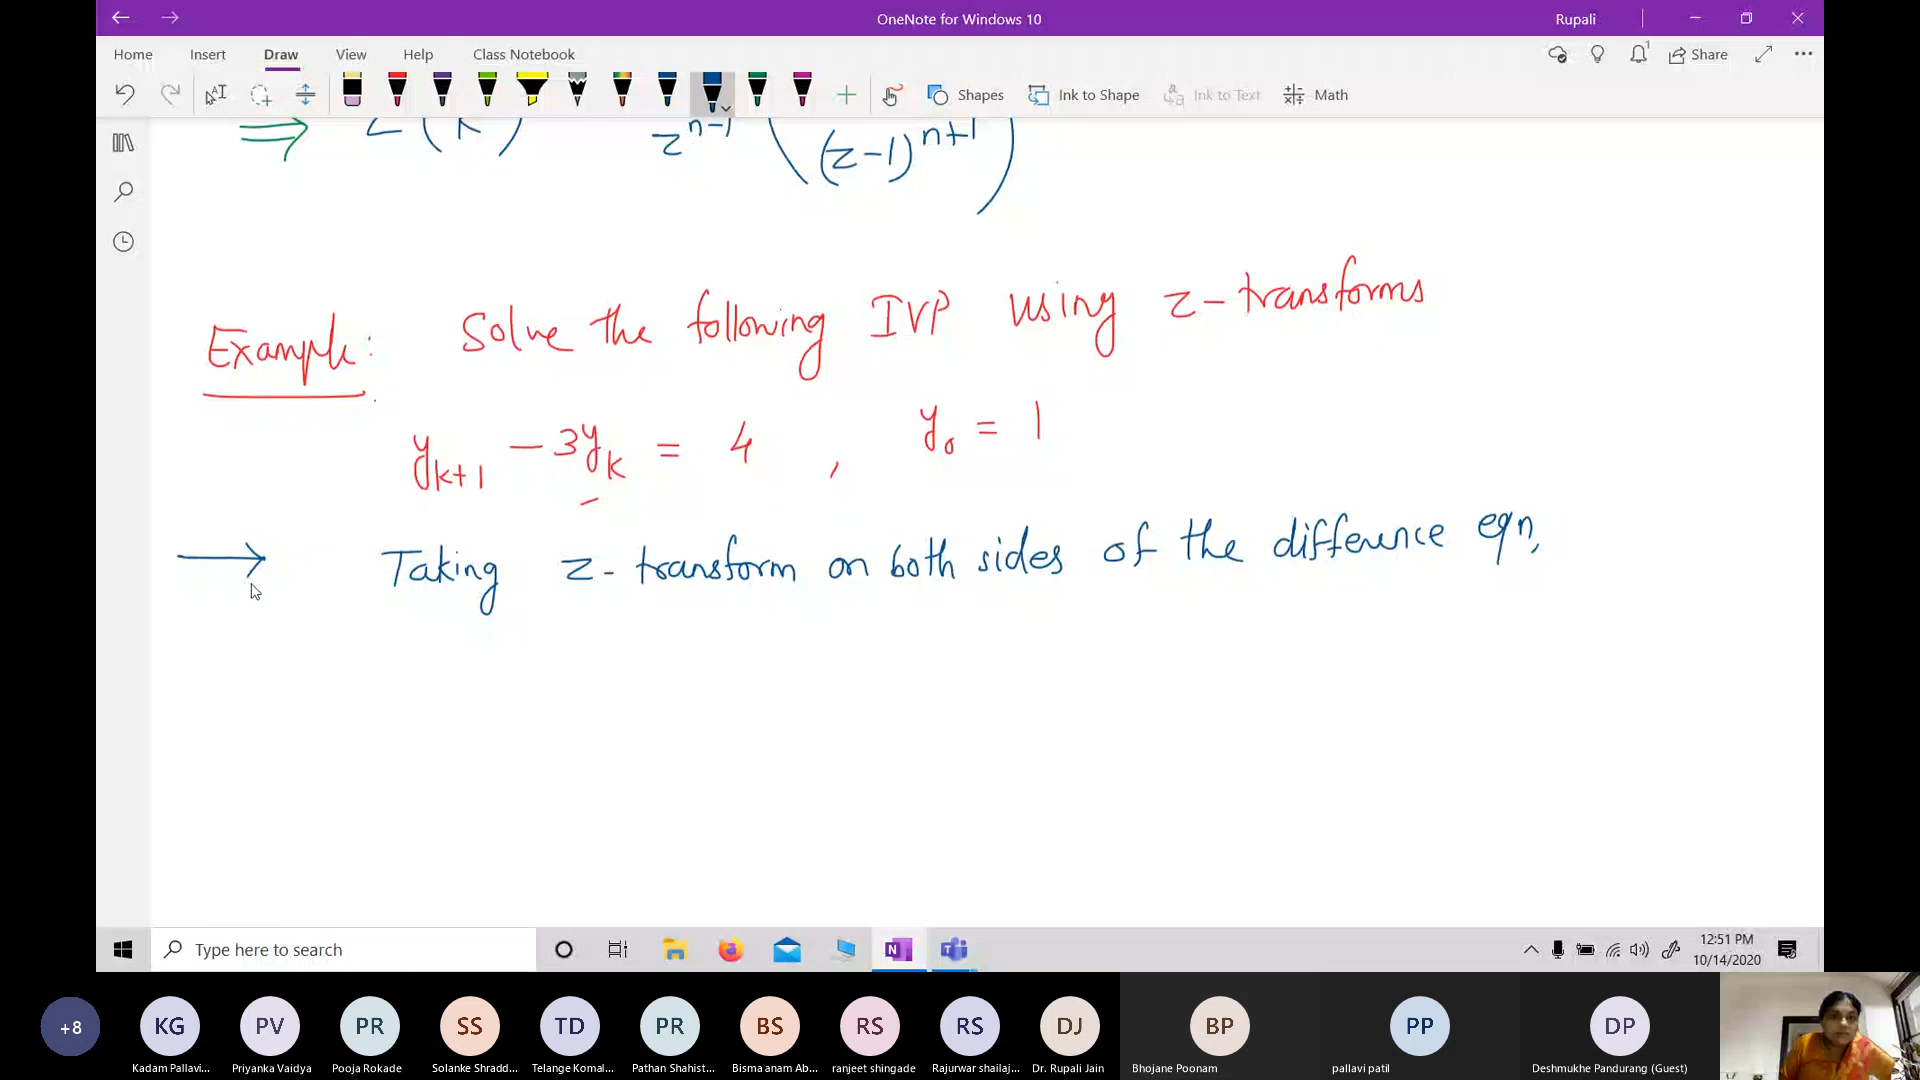 OneNote for Windows 10
Rupali
Home Insert Draw View Help Class Notebook
Share
Shapes Ink to Shape Ink to Text Math
z^{n-1} (z-1)^{n+1}
Example: Solve the following IVP using z-transforms
y_{k+1} - 3y_k = 4 , y_0 = 1
→ Taking z-transform on both sides of the difference eqn,
Type here to search
12:51 PM
10/14/2020
+8 KG PV PR SS TD PR BS RS RS DJ BP PP DP
Kadam Pallavi... Priyanka Vaidya Pooja Rokade Solanke Shradd... Telange Komal... Pathan Shahist... Bisma anam Ab... ranjeet shingade Rajurwar shailaj... Dr. Rupali Jain Bhojane Poonam pallavi patil Deshmukhe Pandurang (Guest)